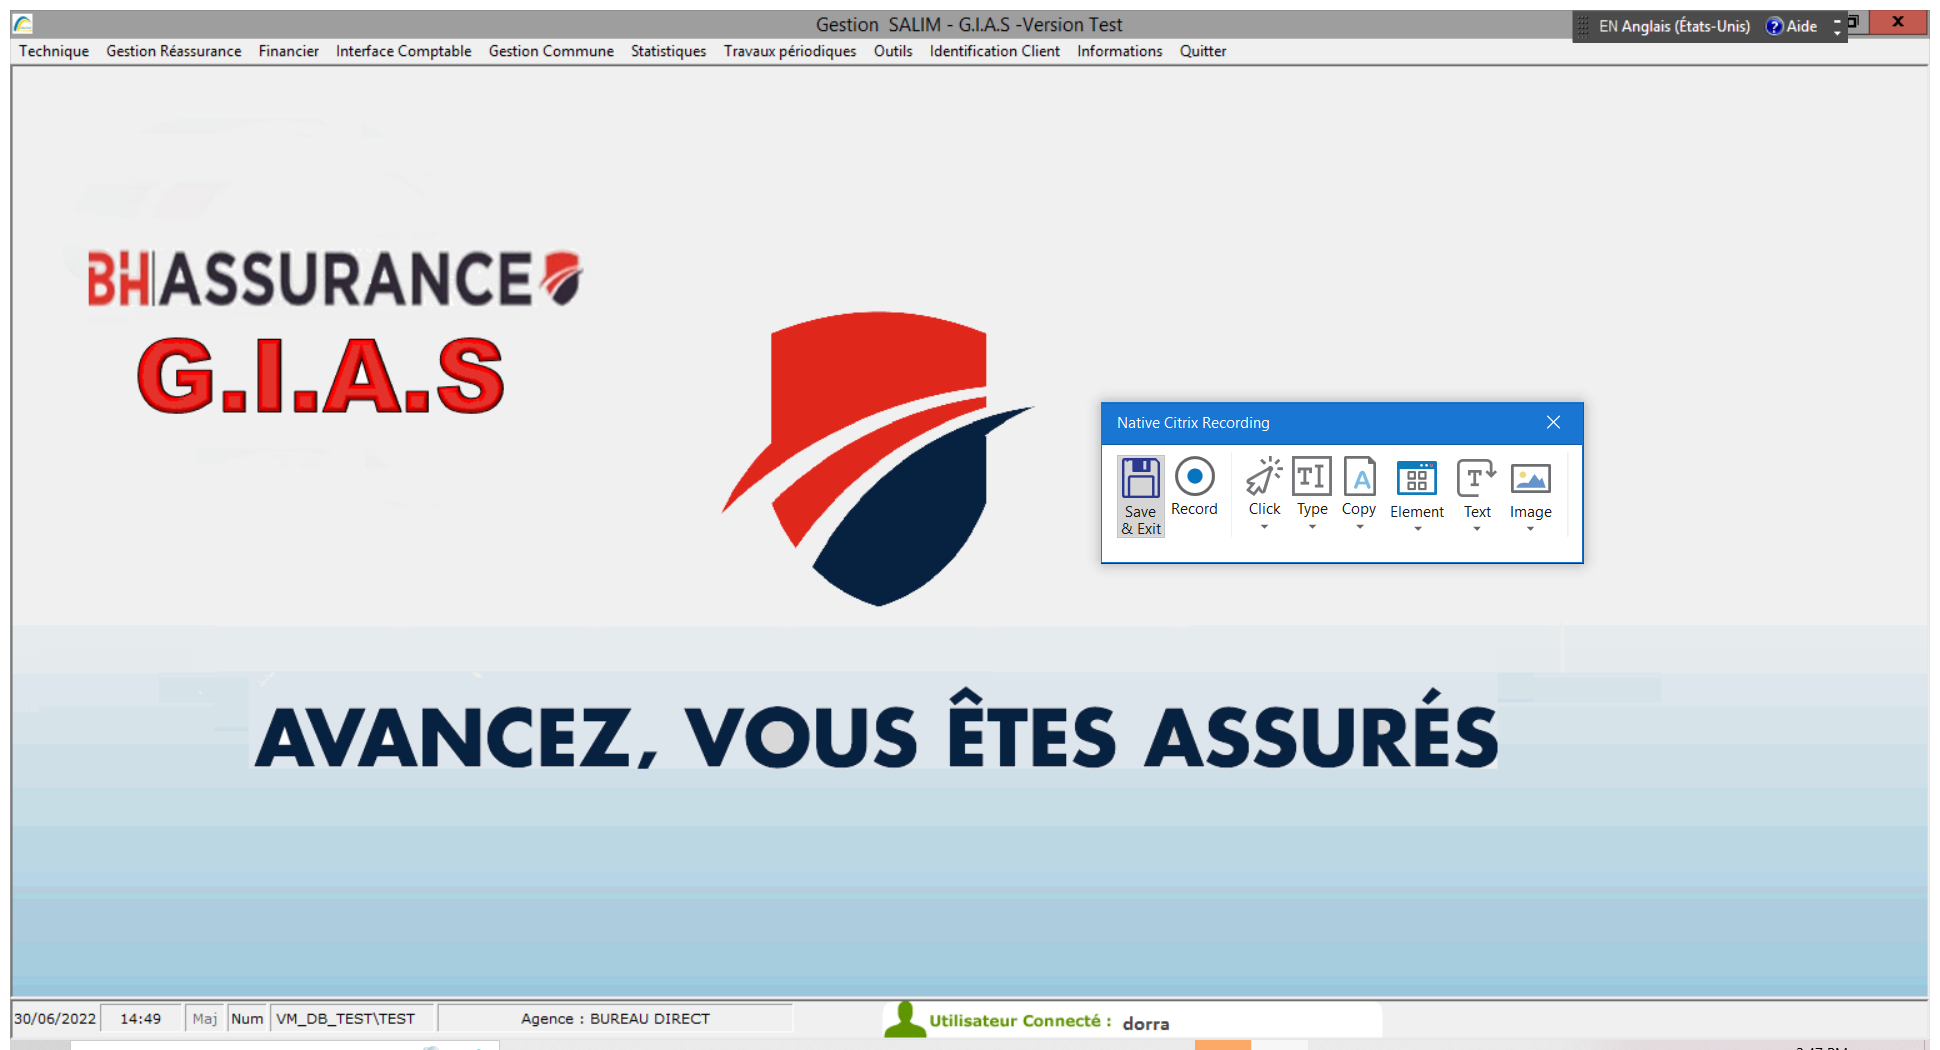 Gestion SALIM - G.I.A.S -Version Test
EN Anglais (États-Unis) ? Aide
Technique Gestion Réassurance Financier Interface Comptable Gestion Commune Statistiques Travaux périodiques Outils Identification Client Informations Quitter
BH ASSURANCE
G.I.A.S
Native Citrix Recording
Save & Exit Record Click Type Copy Element Text Image
AVANCEZ, VOUS ÊTES ASSURÉS
30/06/2022 14:49 Maj Num VM_DB_TEST\TEST Agence : BUREAU DIRECT Utilisateur Connecté : dorra